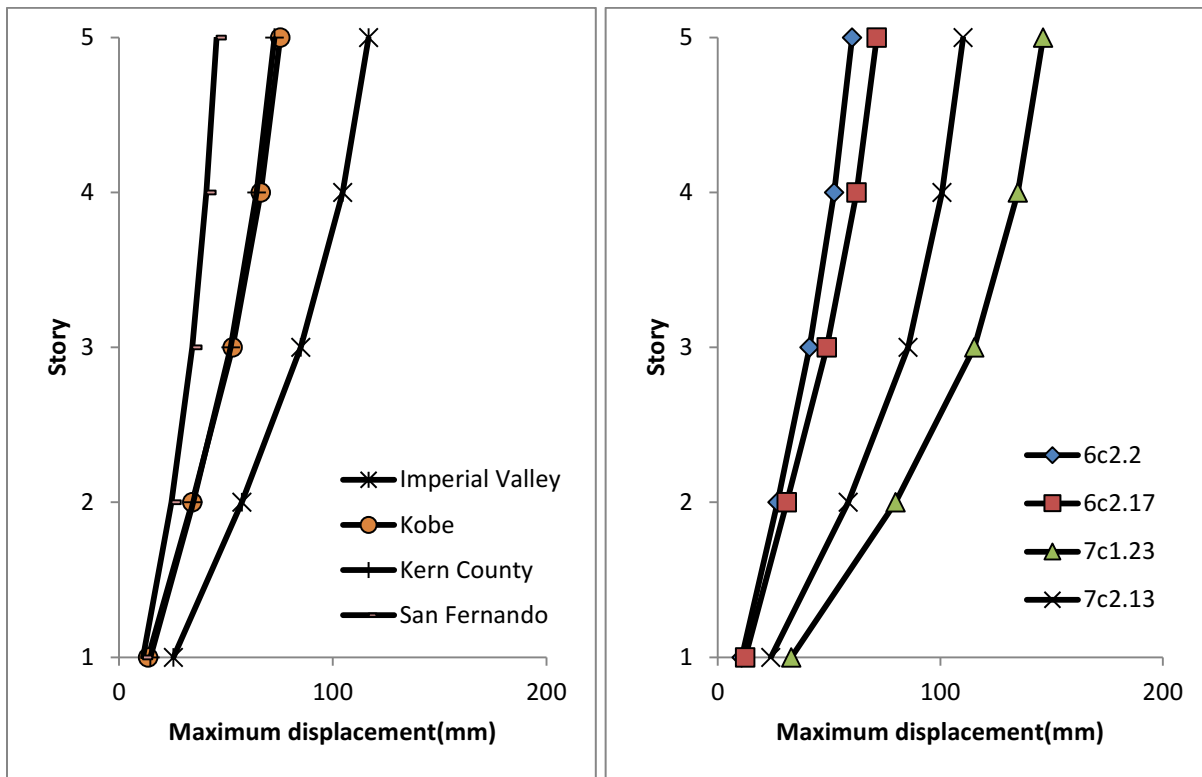 5
4
3
2
1
Story
0
100
200
Maximum displacement(mm)
Imperial Valley
Kobe
Kern County
San Fernando
5
4
3
2
1
Story
0
100
200
Maximum displacement(mm)
6c2.2
6c2.17
7c1.23
7c2.13